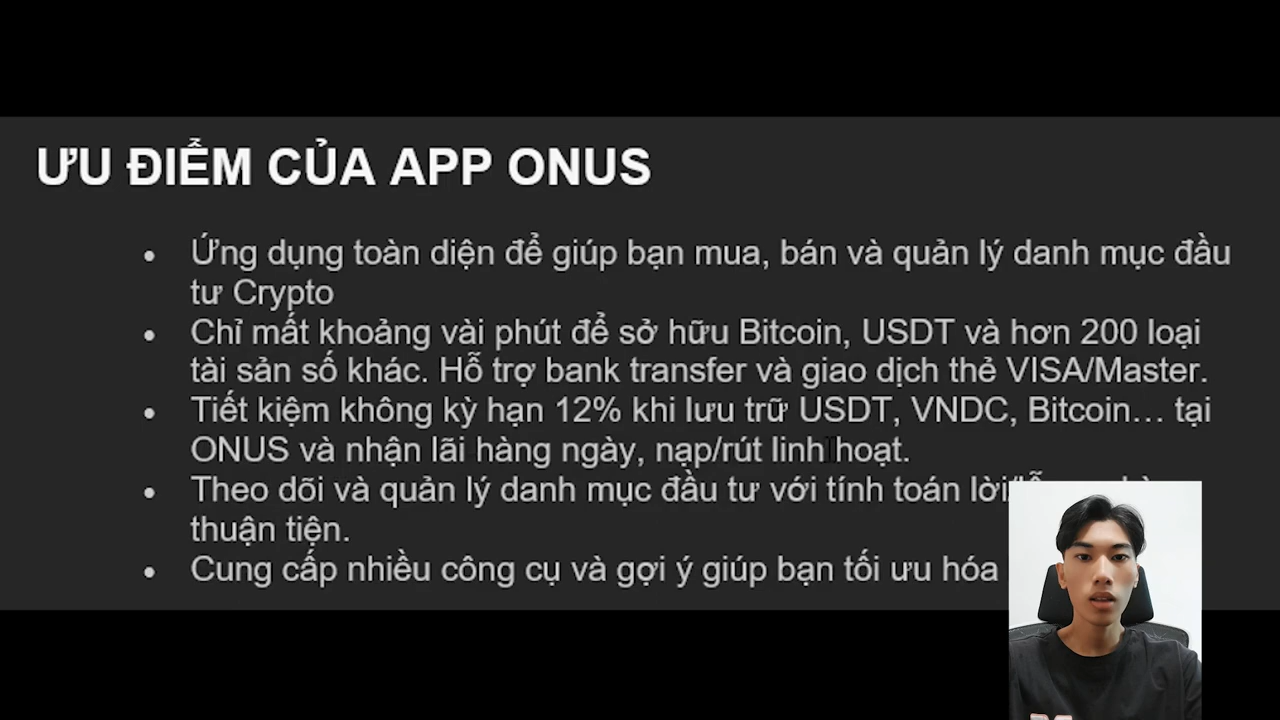 ƯU ĐIỂM CỦA APP ONUS
Ứng dụng toàn diện để giúp bạn mua, bán và quản lý danh mục đầu
tư Crypto
Chỉ mất khoảng vài phút để sở hữu Bitcoin, USDT và hơn 200 loại
tài sản số khác. Hỗ trợ bank transfer và giao dịch thẻ VISA/Master.
Tiết kiệm không kỳ hạn 12% khi lưu trữ USDT, VNDC, Bitcoin… tại
ONUS và nhận lãi hàng ngày, nạp/rút linh hoạt.
Theo dõi và quản lý danh mục đầu tư với tính toán lời/
thuận tiện.
Cung cấp nhiều công cụ và gợi ý giúp bạn tối ưu hóa